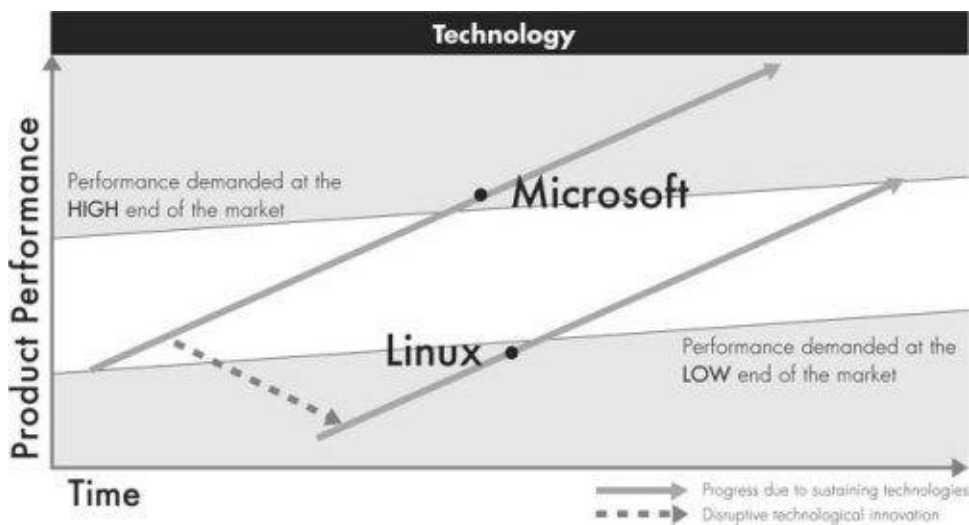 Technology
Product Performance
Performance demanded at the
HIGH end of the market
Microsoft
Linux
Performance demanded at the
LOW end of the market
Time
Progress due to sustaining technologies
Disruptive technological innovation